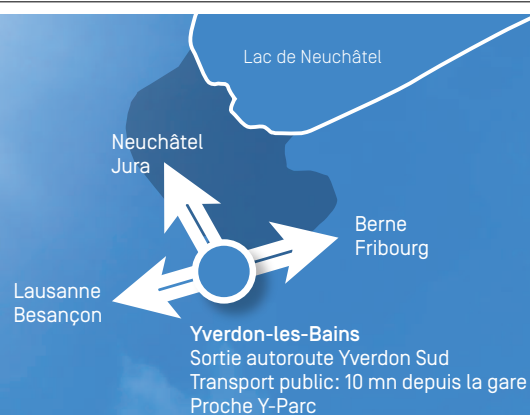 Lac de Neuchâtel
Neuchâtel
Jura
Berne
Fribourg
Lausanne
Besançon
Yverdon-les-Bains
Sortie autoroute Yverdon Sud
Transport public: 10 mn depuis la gare
Proche Y-Parc